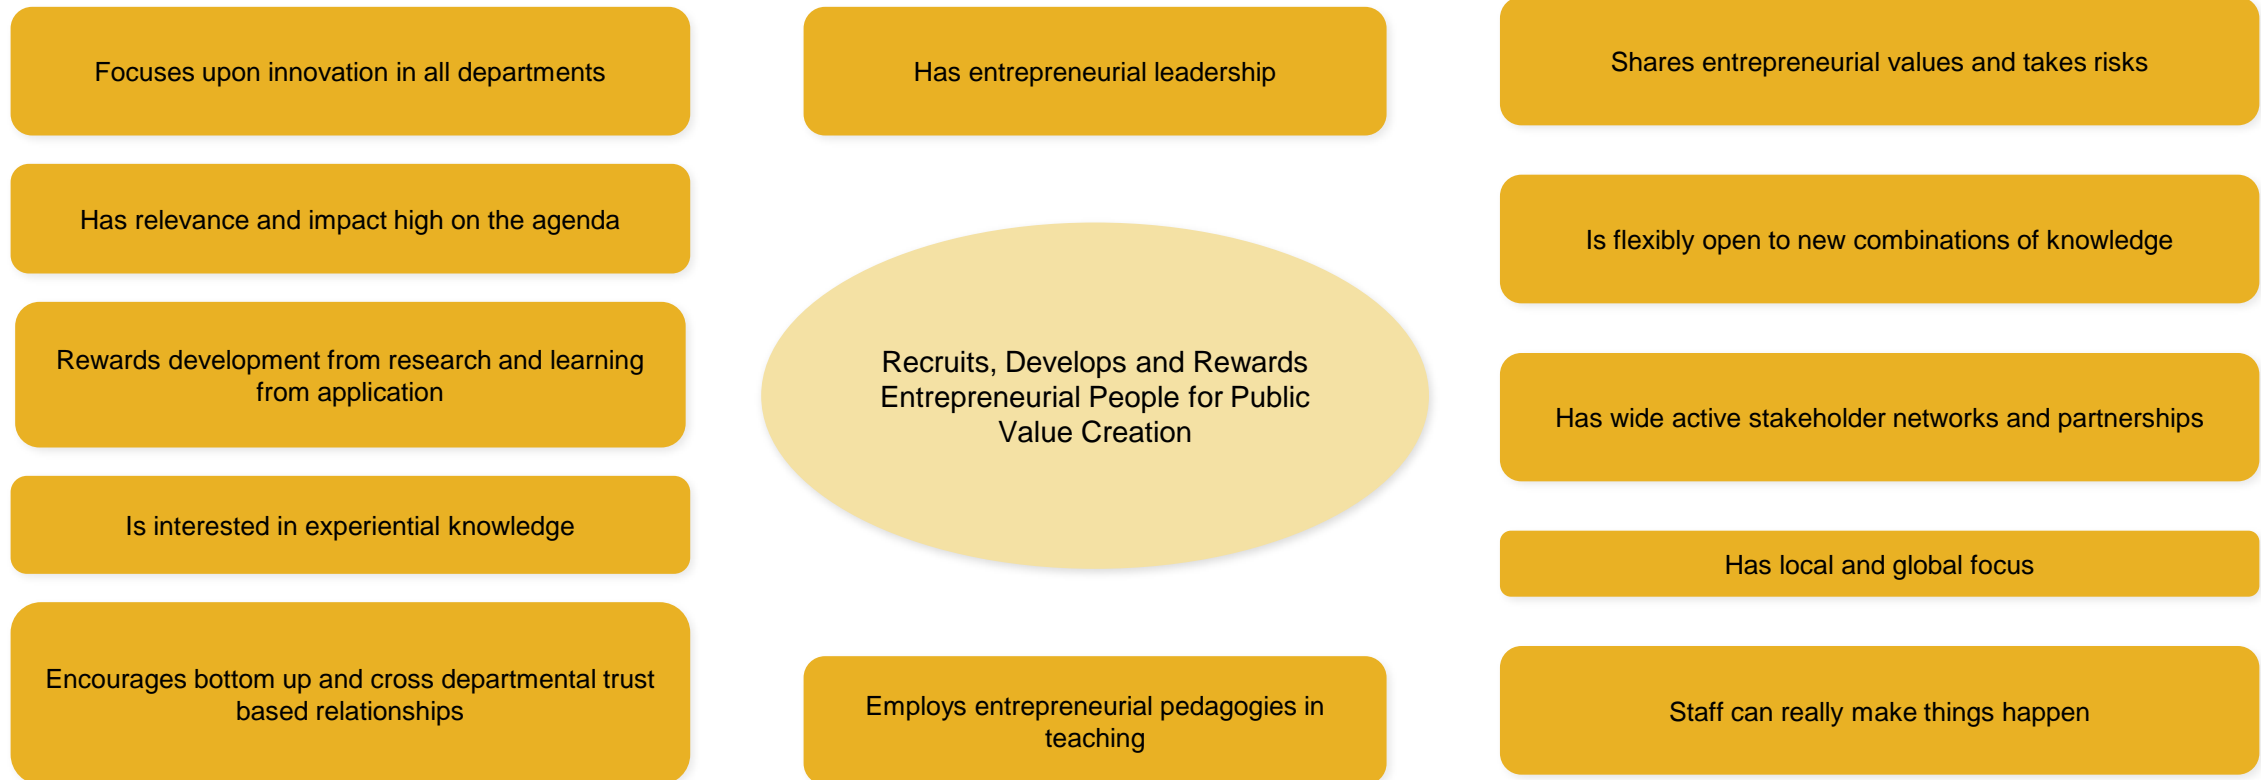 Focuses upon innovation in all departments
Has relevance and impact high on the agenda
Rewards development from research and learning
from application
Is interested in experiential knowledge
Encourages bottom up and cross departmental trust
based relationships
Has entrepreneurial leadership
Recruits, Develops and Rewards
Entrepreneurial People for Public
Value Creation
Employs entrepreneurial pedagogies in
teaching
Shares entrepreneurial values and takes risks
Is flexibly open to new combinations of knowledge
Has wide active stakeholder networks and partnerships
Has local and global focus
Staff can really make things happen